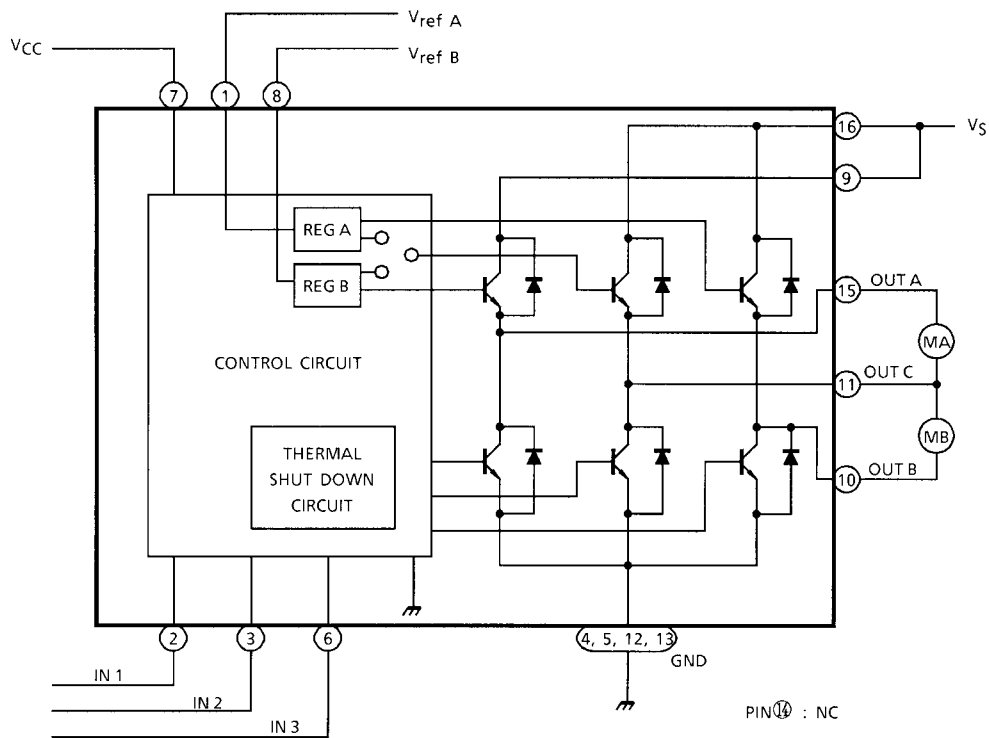 Vref A
VCC
Vref B
7
1
8
16
VS
9
REG A
REG B
15
OUT A
MA
CONTROL CIRCUIT
11
OUT C
MB
THERMAL
SHUT DOWN
CIRCUIT
10
OUT B
2
3
6
4, 5, 12, 13
GND
IN 1
IN 2
IN 3
PIN⑭ : NC